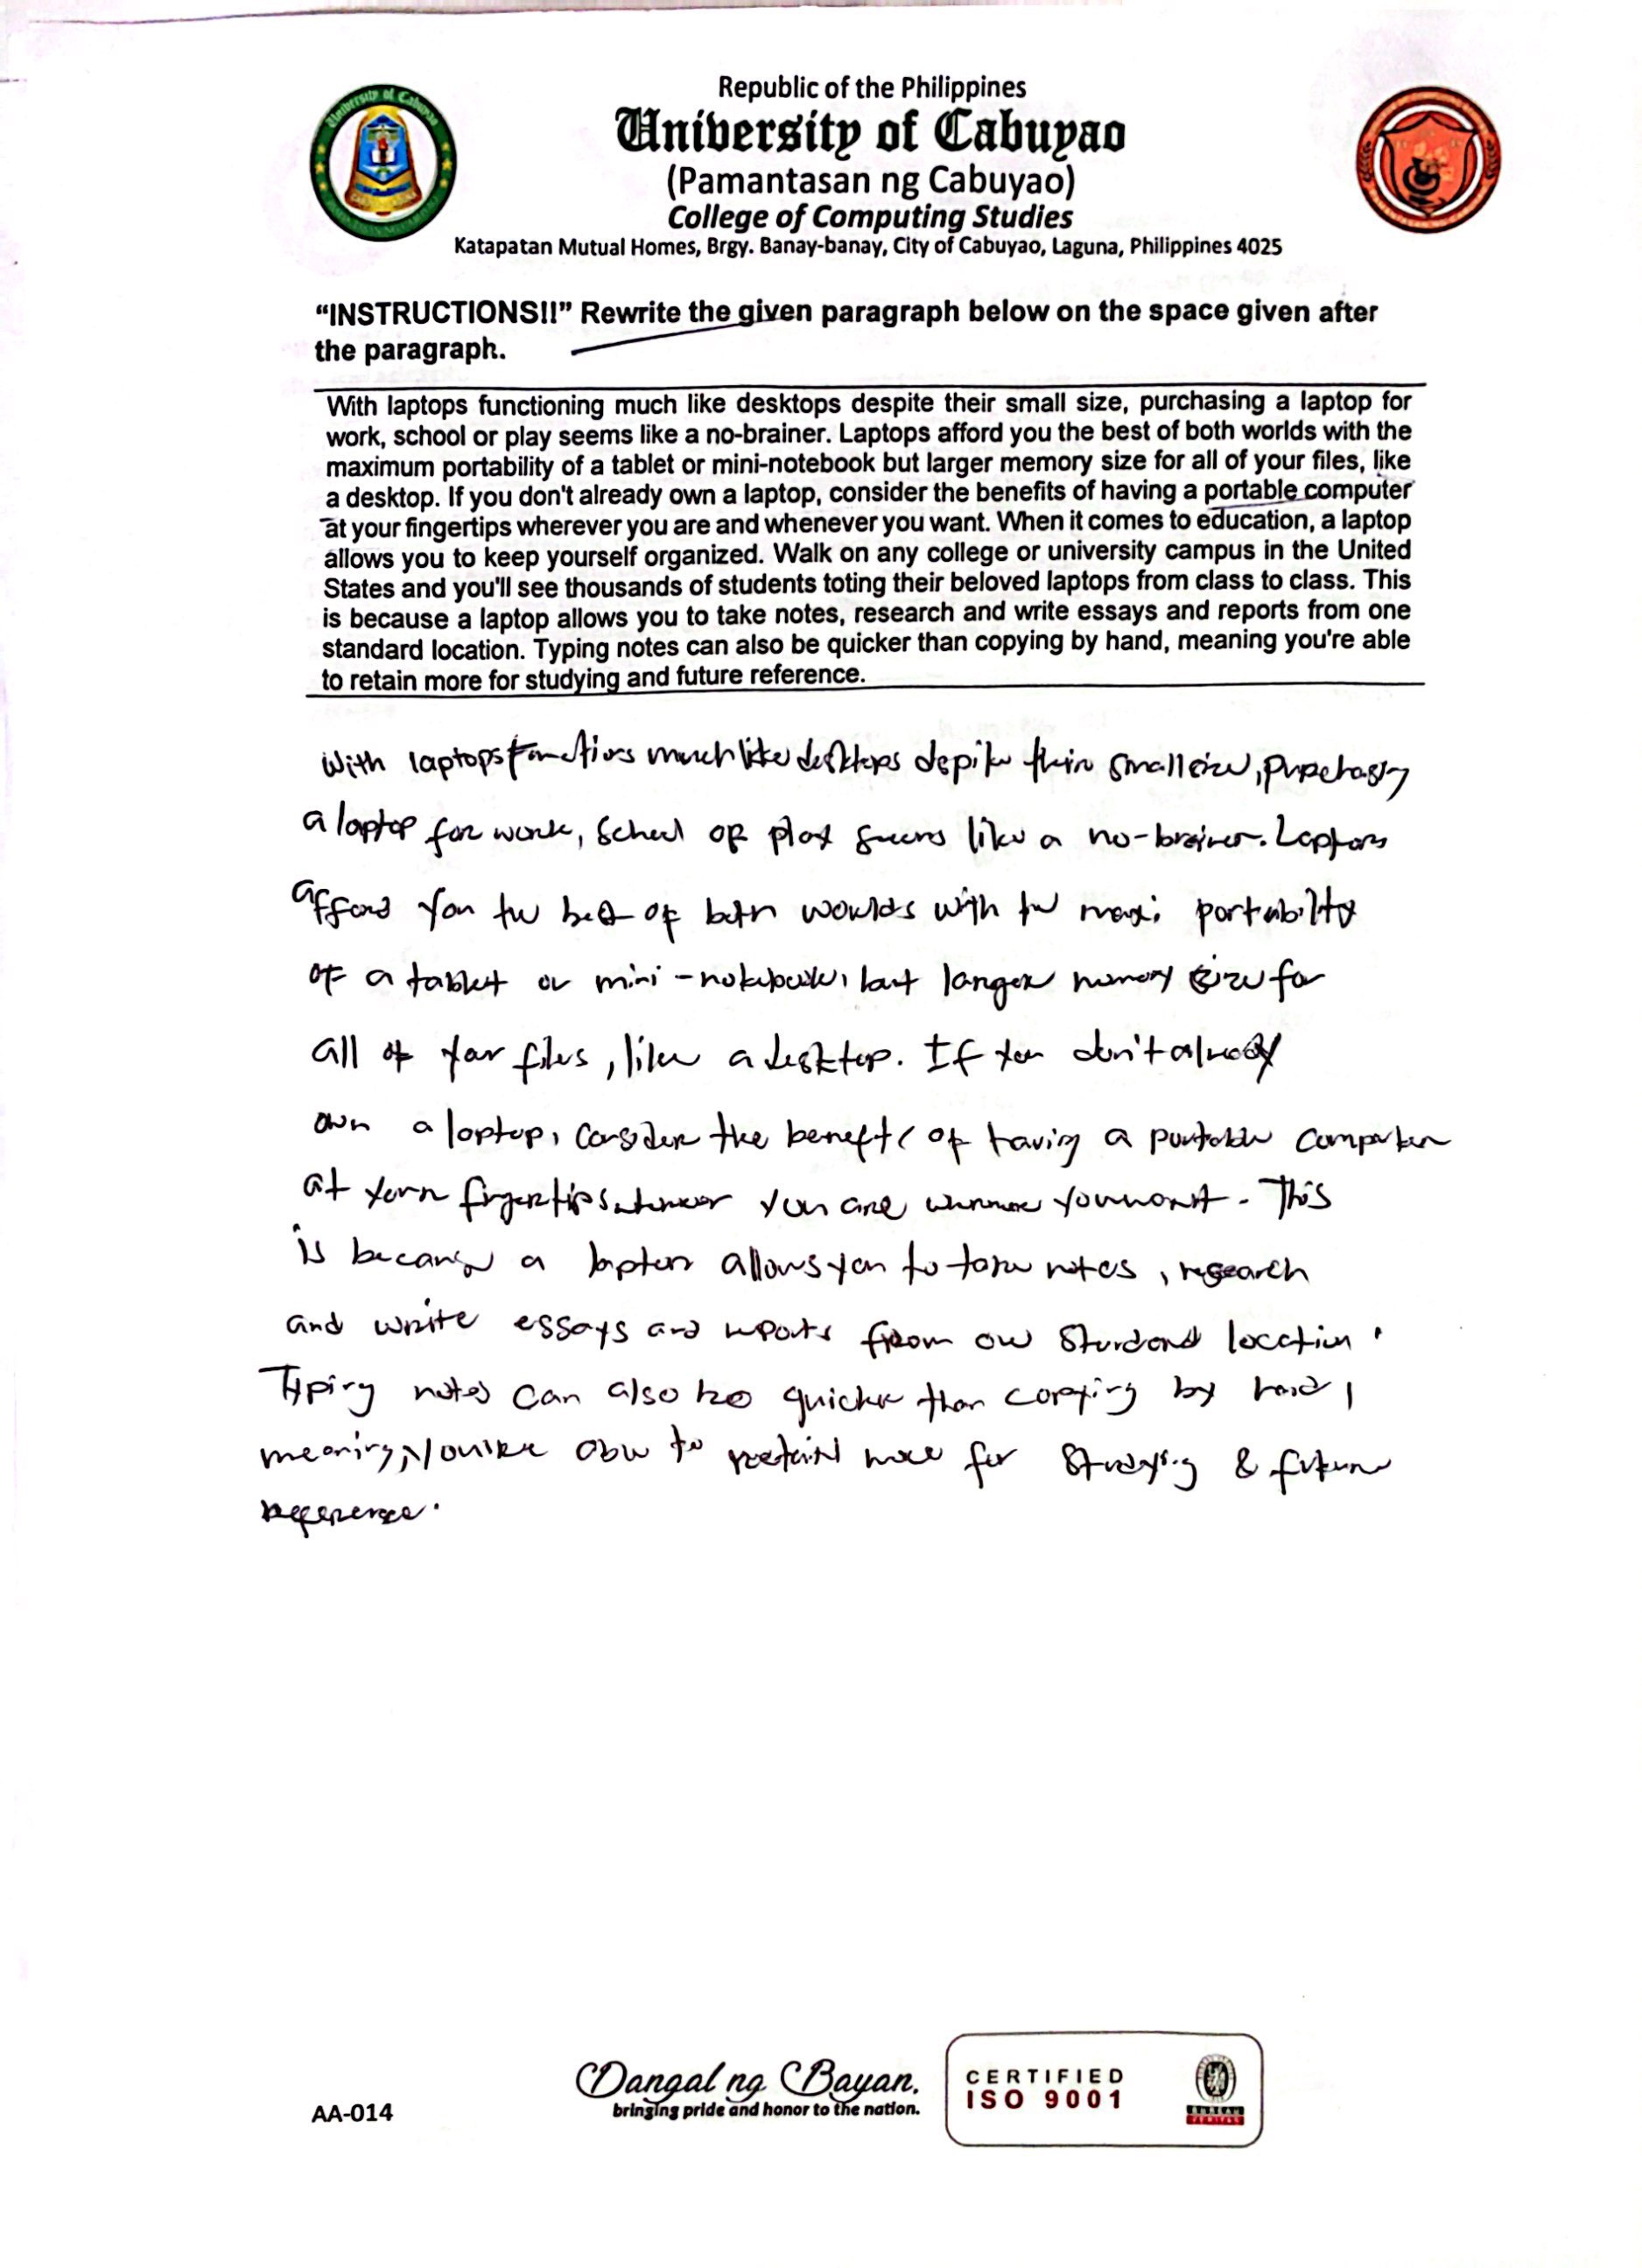 Republic of the Philippines
University of Cabuyao
(Pamantasan ng Cabuyao)
College of Computing Studies
Katapatan Mutual Homes, Brgy. Banay-banay, City of Cabuyao, Laguna, Philippines 4025
“INSTRUCTIONS!!” Rewrite the given paragraph below on the space given after
the paragraph.
With laptops functioning much like desktops despite their small size, purchasing a laptop for
work, school or play seems like a no-brainer. Laptops afford you the best of both worlds with the
maximum portability of a tablet or mini-notebook but larger memory size for all of your files, like
a desktop. If you don't already own a laptop, consider the benefits of having a portable computer
at your fingertips wherever you are and whenever you want. When it comes to education, a laptop
allows you to keep yourself organized. Walk on any college or university campus in the United
States and you'll see thousands of students toting their beloved laptops from class to class. This
is because a laptop allows you to take notes, research and write essays and reports from one
standard location. Typing notes can also be quicker than copying by hand, meaning you're able
to retain more for studying and future reference.
With laptops much like desktops small size,
a laptop for work, school or play seems like a no-brainer. Laptops
afford you the best of both woulds with the maxi portability
of a tablet or mini-notebook, but larger memory size for
all of your files, like a desktop. If you don't already
own a laptop, consider the benefits of having a portable computer
at your fingertips you are you want. This
is because a laptop allows you to take notes, research
and write essays and reports from one location.
Typing notes can also be quicker than copying by hand,
meaning, able to retain more for studying & future
reference.
AA-014
Dangal ng Bayan.
bringing pride and honor to the nation.
CERTIFIED
ISO 9001
BUREAU
VERITAS